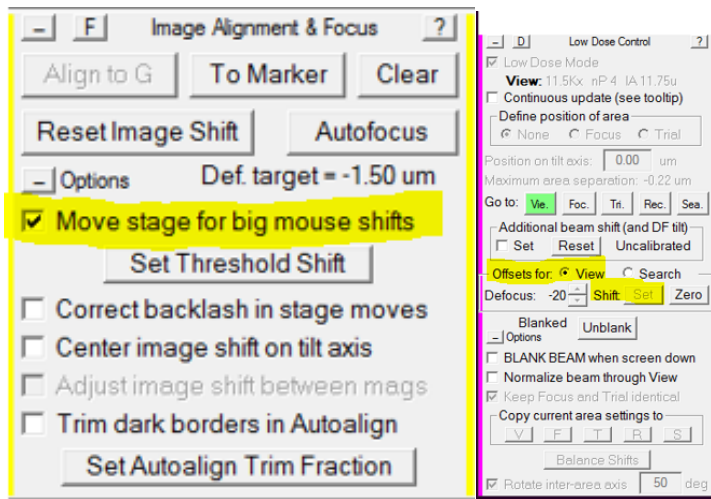 – F Image Alignment & Focus ?
Align to G To Marker Clear
Reset Image Shift Autofocus
– Options Def. target = -1.50 um
Move stage for big mouse shifts
Set Threshold Shift
Correct backlash in stage moves
Center image shift on tilt axis
Adjust image shift between mags
Trim dark borders in Autoalign
Set Autoalign Trim Fraction
– D Low Dose Control ?
Low Dose Mode
View: 11.5Kx nP 4 IA 11.75u
Continuous update (see tooltip)
Define position of area
None Focus Trial
Position on tilt axis: 0.00 um
Maximum area separation: -0.22 um
Go to: Vie. Foc. Tri. Rec. Sea.
Additional beam shift (and DF tilt)
Set Reset Uncalibrated
Offsets for: View Search
Defocus: -20 Shift: Set Zero
Blanked Unblank
– Options
BLANK BEAM when screen down
Normalize beam through View
Keep Focus and Trial identical
Copy current area settings to
V F T R S
Balance Shifts
Rotate inter-area axis 50 deg